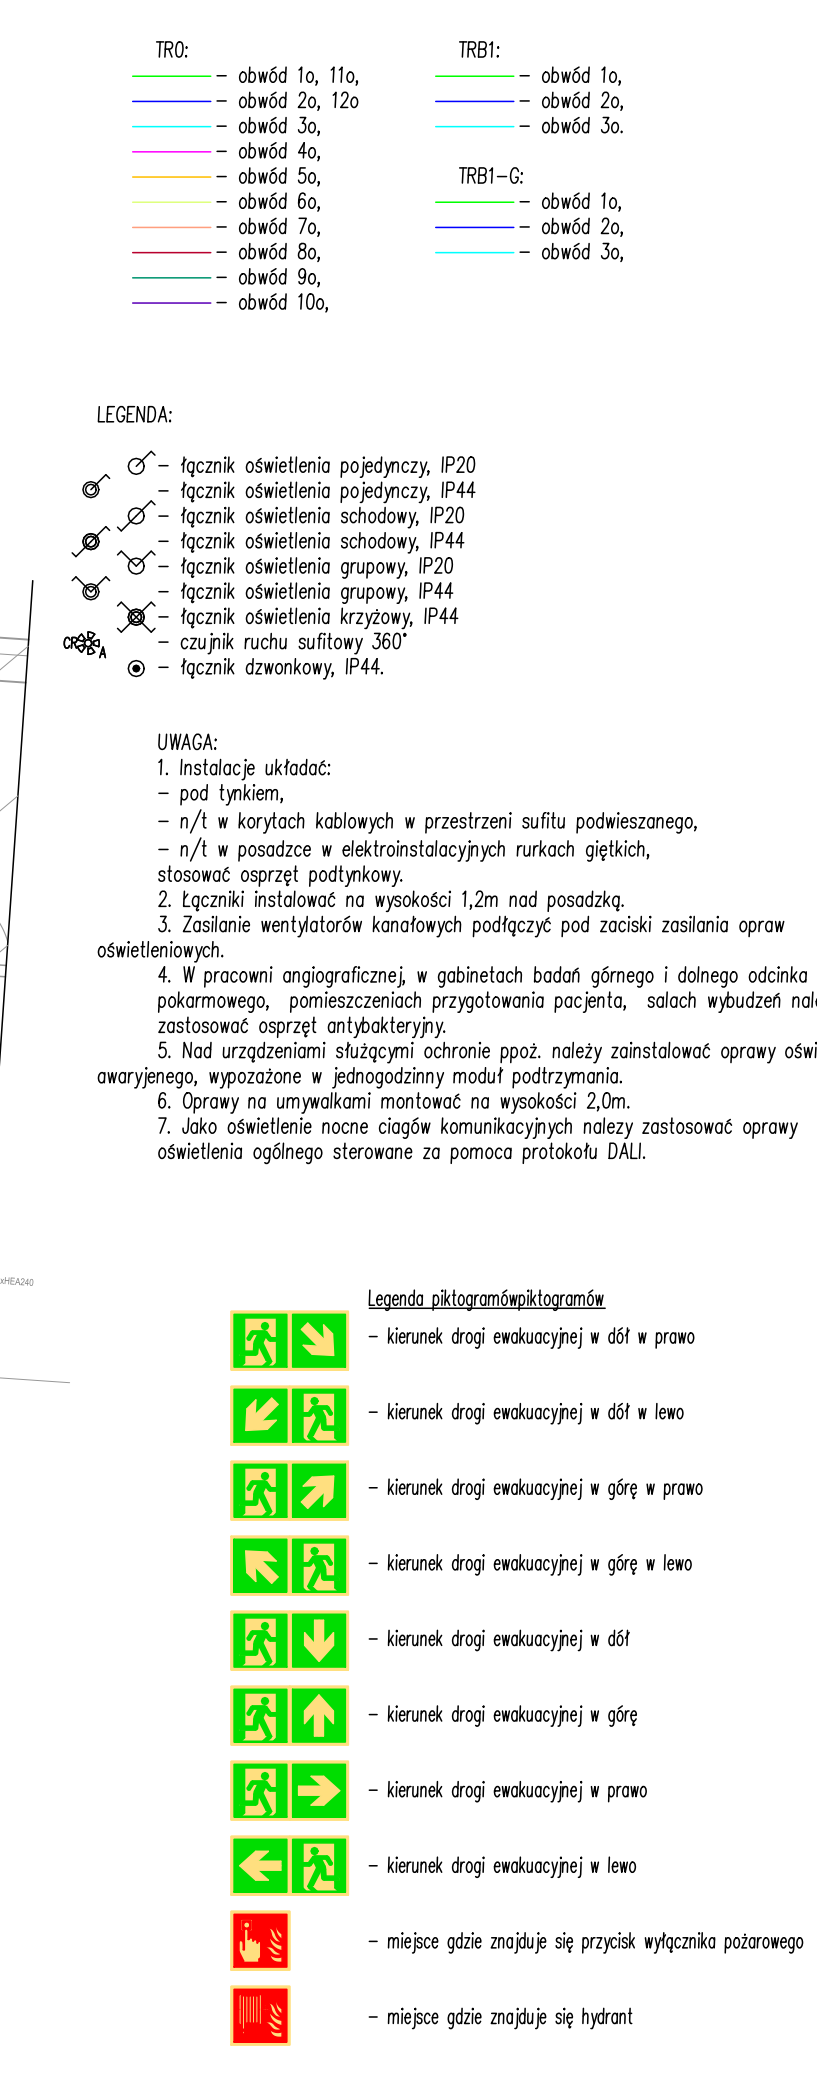 TRO:
— obwód 1o, 11o,
— obwód 2o, 12o
— obwód 3o,
— obwód 4o,
— obwód 5o,
— obwód 6o,
— obwód 7o,
— obwód 8o,
— obwód 9o,
— obwód 10o,
TRB1:
— obwód 1o,
— obwód 2o,
— obwód 3o.
TRB1-G:
— obwód 1o,
— obwód 2o,
— obwód 3o,
LEGENDA:
— łącznik oświetlenia pojedynczy, IP20
— łącznik oświetlenia pojedynczy, IP44
— łącznik oświetlenia schodowy, IP20
— łącznik oświetlenia schodowy, IP44
— łącznik oświetlenia grupowy, IP20
— łącznik oświetlenia grupowy, IP44
— łącznik oświetlenia krzyżowy, IP44
CR A — czujnik ruchu sufitowy 360°
— łącznik dzwonkowy, IP44.
UWAGA:
1. Instalacje układać:
— pod tynkiem,
— n/t w korytach kablowych w przestrzeni sufitu podwieszanego,
— n/t w posadzce w elektroinstalacyjnych rurkach giętkich,
stosować osprzęt podtynkowy.
2. Łączniki instalować na wysokości 1,2m nad posadzką.
3. Zasilanie wentylatorów kanałowych podłączyć pod zaciski zasilania opraw
oświetleniowych.
4. W pracowni angiograficznej, w gabinetach badań górnego i dolnego odcinka
pokarmowego, pomieszczeniach przygotowania pacjenta, salach wybudzeń
zastosować osprzęt antybakteryjny.
5. Nad urządzeniami służącymi ochronie ppoż. należy zainstalować oprawy oświ
awaryjenego, wypozażone w jednogodzinny moduł podtrzymania.
6. Oprawy na umywalkami montować na wysokości 2,0m.
7. Jako oświetlenie nocne ciagów komunikacyjnych nalezy zastosować oprawy
oświetlenia ogólnego sterowane za pomoca protokołu DALI.
xHEA240
Legenda piktogramówpiktogramów
— kierunek drogi ewakuacyjnej w dół w prawo
— kierunek drogi ewakuacyjnej w dół w lewo
— kierunek drogi ewakuacyjnej w górę w prawo
— kierunek drogi ewakuacyjnej w górę w lewo
— kierunek drogi ewakuacyjnej w dół
— kierunek drogi ewakuacyjnej w górę
— kierunek drogi ewakuacyjnej w prawo
— kierunek drogi ewakuacyjnej w lewo
— miejsce gdzie znajduje się przycisk wyłącznika pożarowego
— miejsce gdzie znajduje się hydrant